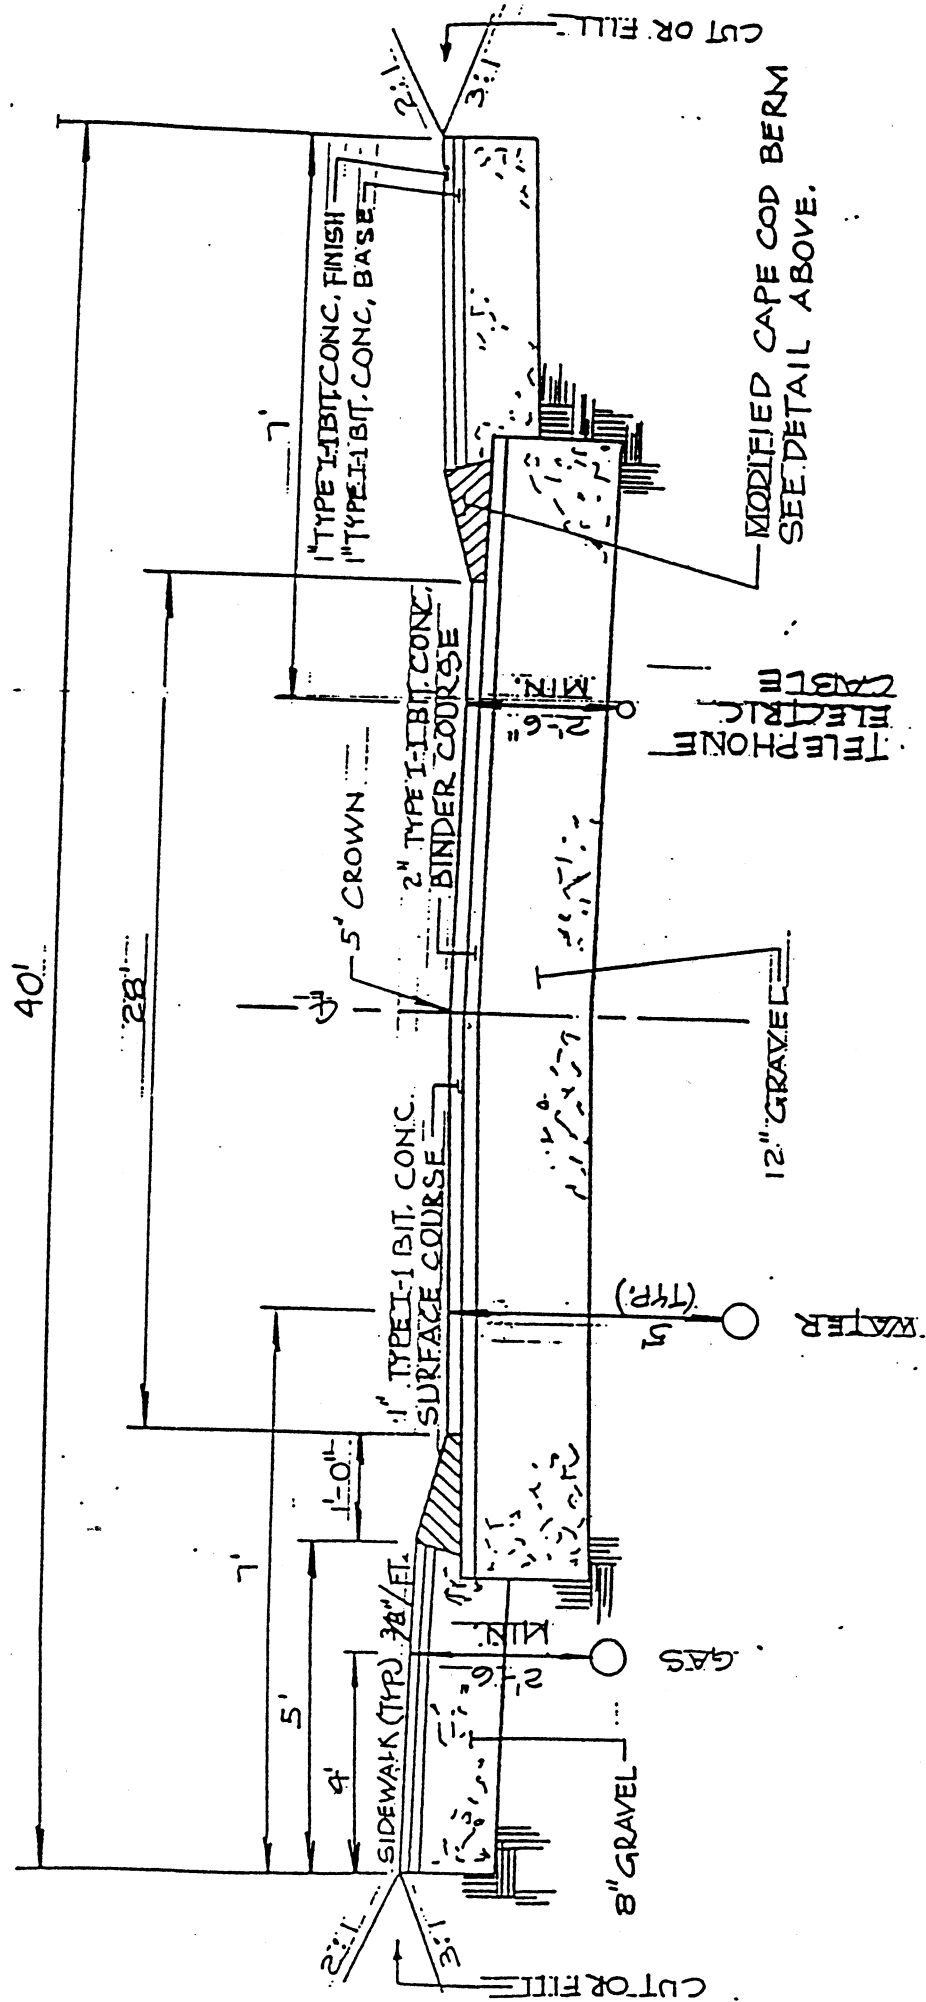 40'
28'
7'
7'
5'
4'
1'-0"
5" CROWN
℄
2:1
3:1
CUT OR FILL
SIDEWALK (TYP.) 3/8"/FT.
1" TYPE I-1 BIT. CONC.
SURFACE COURSE
2" TYPE I-1 BIT. CONC.
BINDER COURSE
1" TYPE I-1 BIT. CONC. FINISH
1" TYPE I-1 BIT. CONC. BASE
2:1
3:1
CUT OR FILL
2'-6"
MIN.
GAS
8" GRAVEL
5'
(TYP.)
WATER
12" GRAVEL
2'-6"
MIN.
TELEPHONE
ELECTRIC
CABLE
MODIFIED CAPE COD BERM
SEE DETAIL ABOVE.